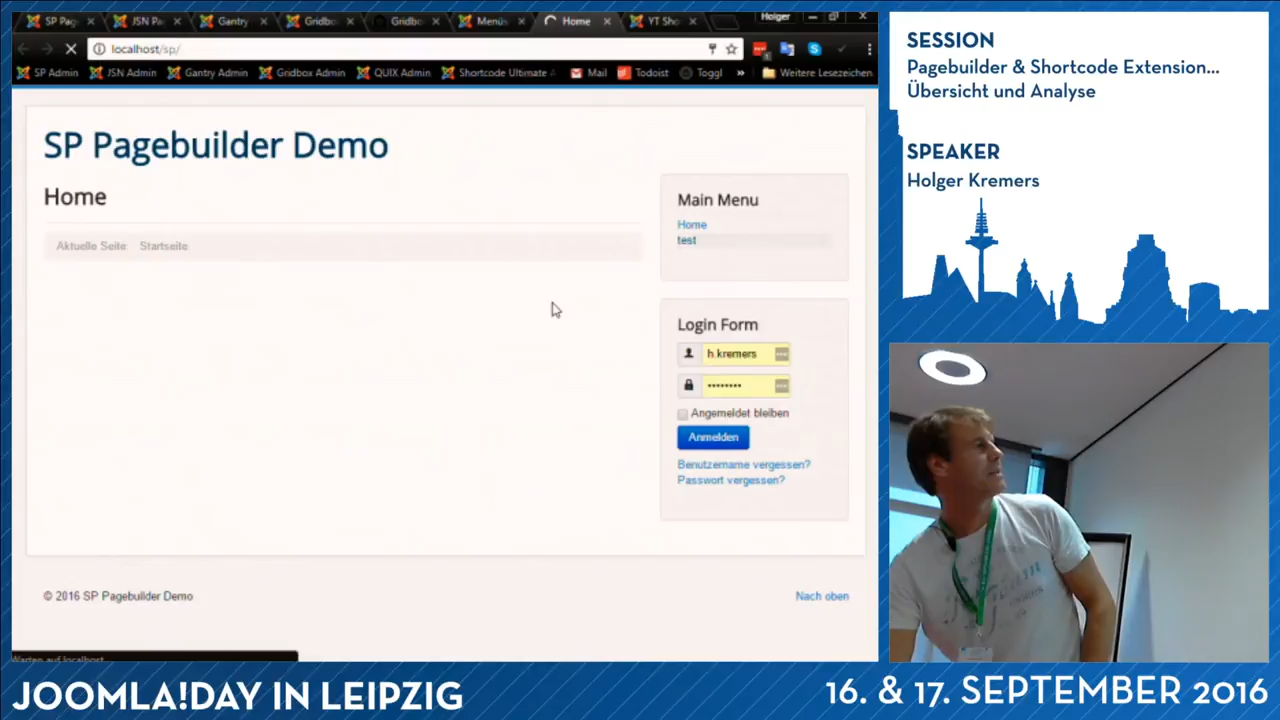 SP Pag
JSN Pa
Gantry
Gridbo
Gridbo
Menüs
Home
YT Sho
Holger
localhost/sp/
SP Admin
JSN Admin
Gantry Admin
Gridbox Admin
QUIX Admin
Shortcode Ultimate
Mail
Todoist
Toggl
»
Weitere Lesezeichen
SP Pagebuilder Demo
Home
Aktuelle Seite Startseite
Main Menu
Home
test
Login Form
h.kremers
••••••••
Angemeldet bleiben
Anmelden
Benutzername vergessen?
Passwort vergessen?
© 2016 SP Pagebuilder Demo
Nach oben
Warten auf localhost
SESSION
Pagebuilder & Shortcode Extension...
Übersicht und Analyse
SPEAKER
Holger Kremers
JOOMLA!DAY IN LEIPZIG
16. & 17. SEPTEMBER 2016